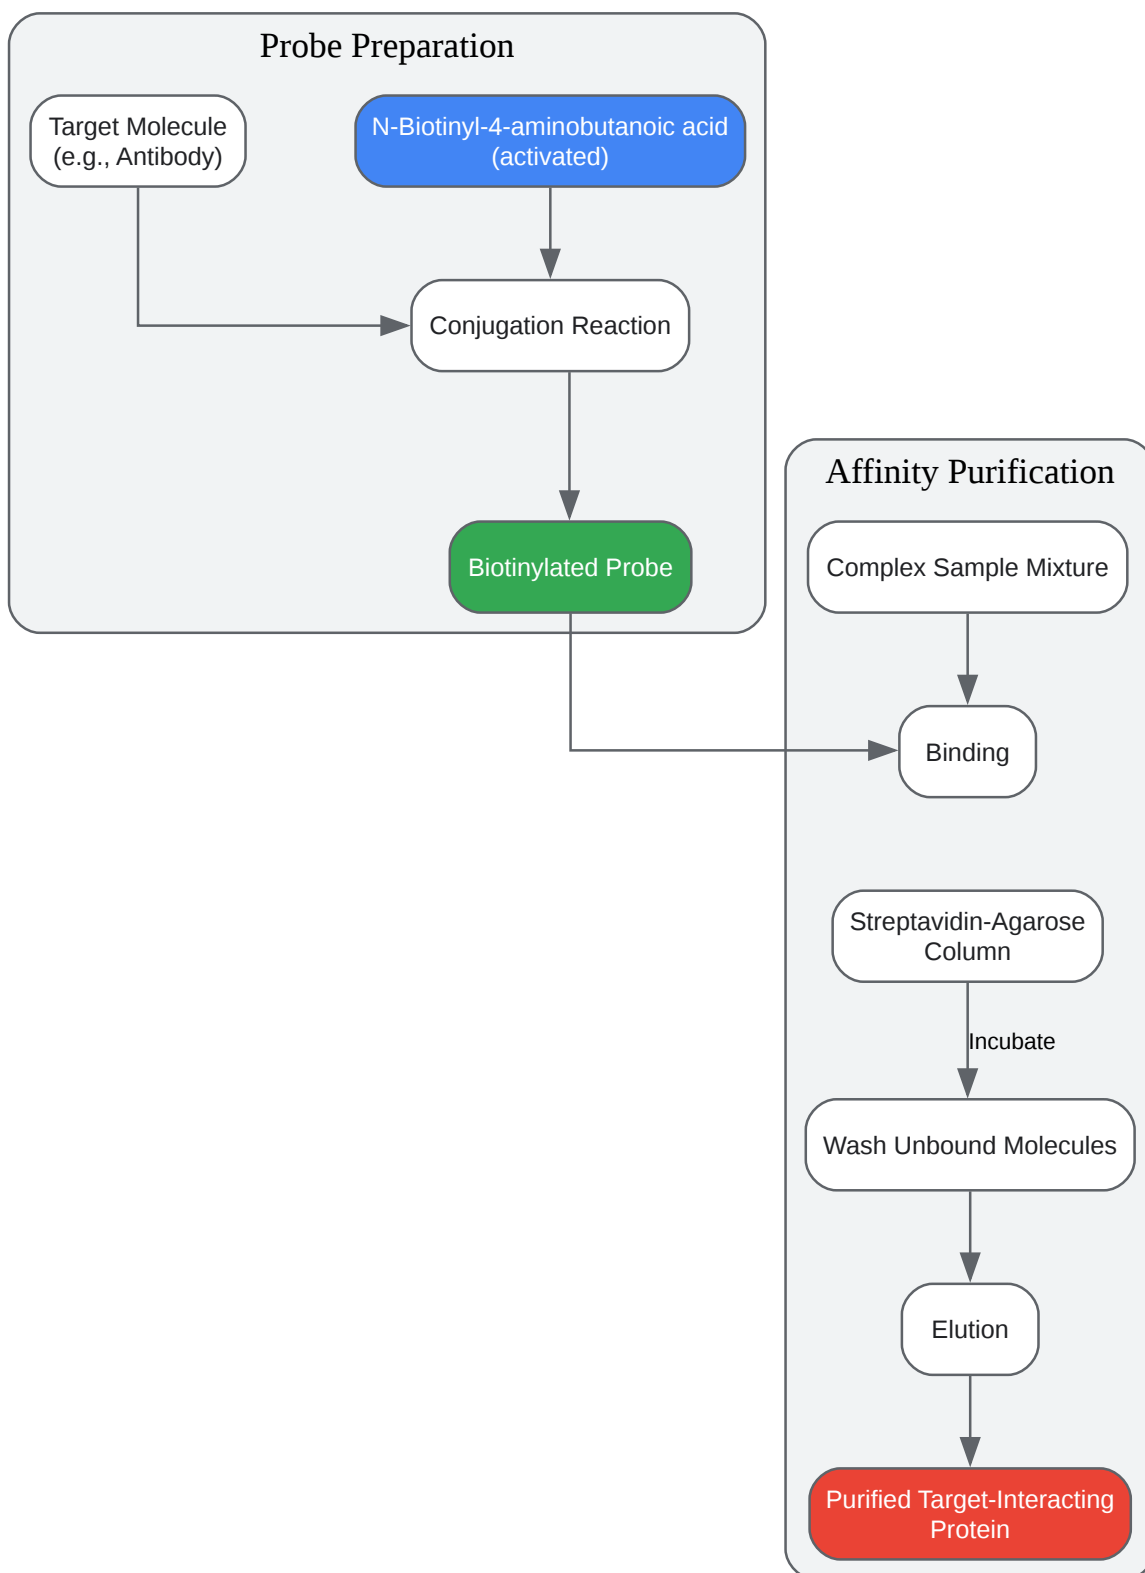 Probe Preparation
Target Molecule
(e.g., Antibody)
N-Biotinyl-4-aminobutanoic acid
(activated)
Conjugation Reaction
Biotinylated Probe
Affinity Purification
Complex Sample Mixture
Binding
Streptavidin-Agarose
Column
Incubate
Wash Unbound Molecules
Elution
Purified Target-Interacting
Protein